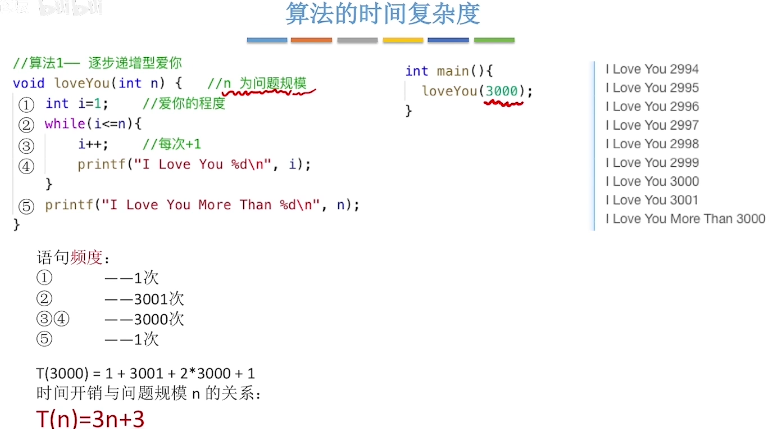 算法的时间复杂度
//算法1—— 逐步递增型爱你
void loveYou(int n) {   //n 为问题规模
① int i=1;    //爱你的程度
② while(i<=n){
③ i++;   //每次+1
④ printf("I Love You %d\n", i);
}
⑤ printf("I Love You More Than %d\n", n);
}
int main(){
loveYou(3000);
}
I Love You 2994
I Love You 2995
I Love You 2996
I Love You 2997
I Love You 2998
I Love You 2999
I Love You 3000
I Love You 3001
I Love You More Than 3000
语句频度：
① ——1次
② ——3001次
③④ ——3000次
⑤ ——1次
T(3000) = 1 + 3001 + 2*3000 + 1
时间开销与问题规模 n 的关系：
T(n)=3n+3